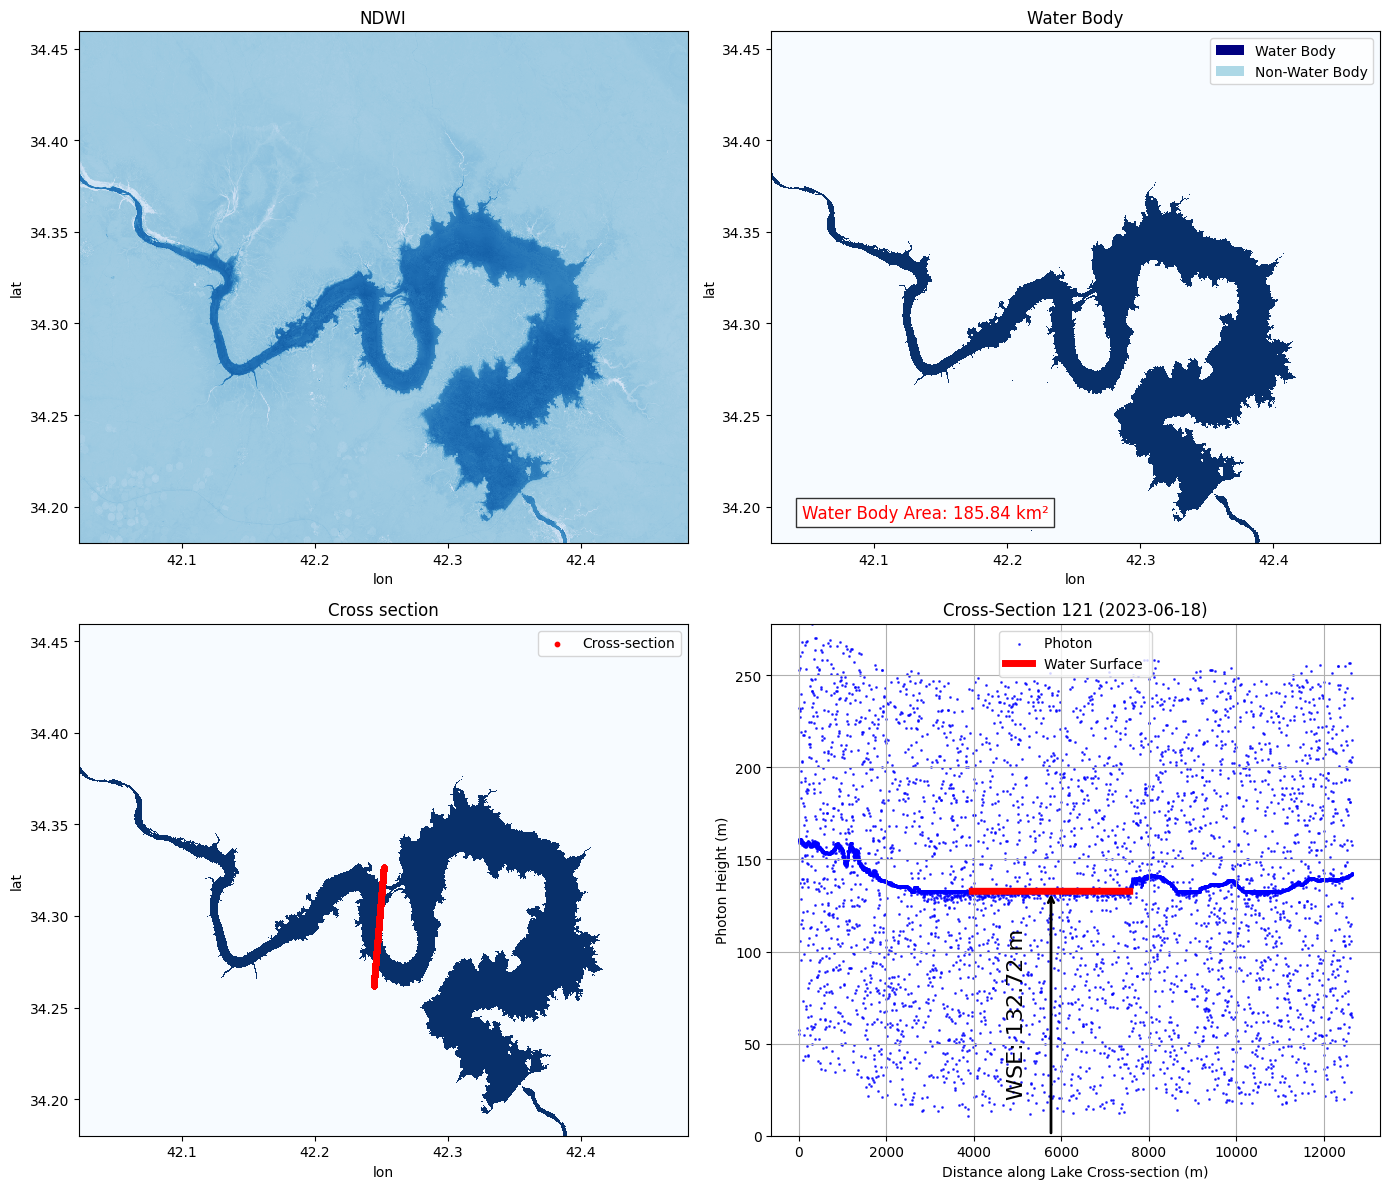 NDWI
34.45
34.40
34.35
34.30
34.25
34.20
lat
42.1
42.2
42.3
42.4
lon
Water Body
Water Body
Non-Water Body
34.45
34.40
34.35
34.30
34.25
34.20
lat
Water Body Area: 185.84 km²
42.1
42.2
42.3
42.4
lon
Cross section
Cross-section
34.45
34.40
34.35
34.30
34.25
34.20
lat
42.1
42.2
42.3
42.4
lon
Cross-Section 121 (2023-06-18)
Photon
Water Surface
250
200
150
100
50
0
Photon Height (m)
WSE: 132.72 m
0
2000
4000
6000
8000
10000
12000
Distance along Lake Cross-section (m)